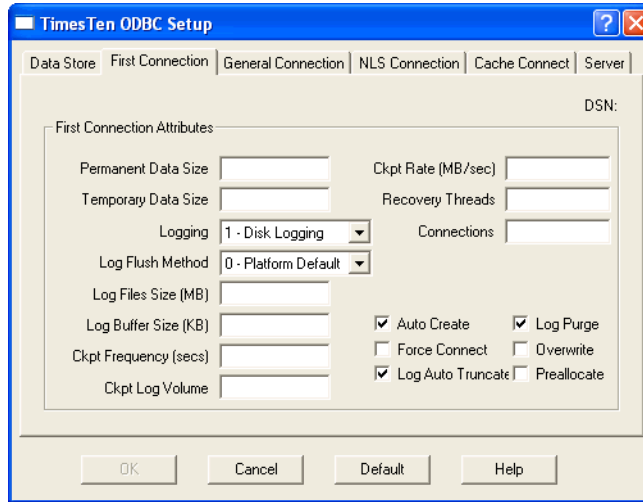 TimesTen ODBC Setup
Data Store First Connection General Connection NLS Connection Cache Connect Server
DSN:
First Connection Attributes
Permanent Data Size
Ckpt Rate (MB/sec)
Temporary Data Size
Recovery Threads
Logging 1 - Disk Logging
Connections
Log Flush Method 0 - Platform Default
Log Files Size (MB)
Log Buffer Size (KB)
Auto Create Log Purge
Ckpt Frequency (secs)
Force Connect Overwrite
Log Auto Truncate Preallocate
Ckpt Log Volume
OK Cancel Default Help